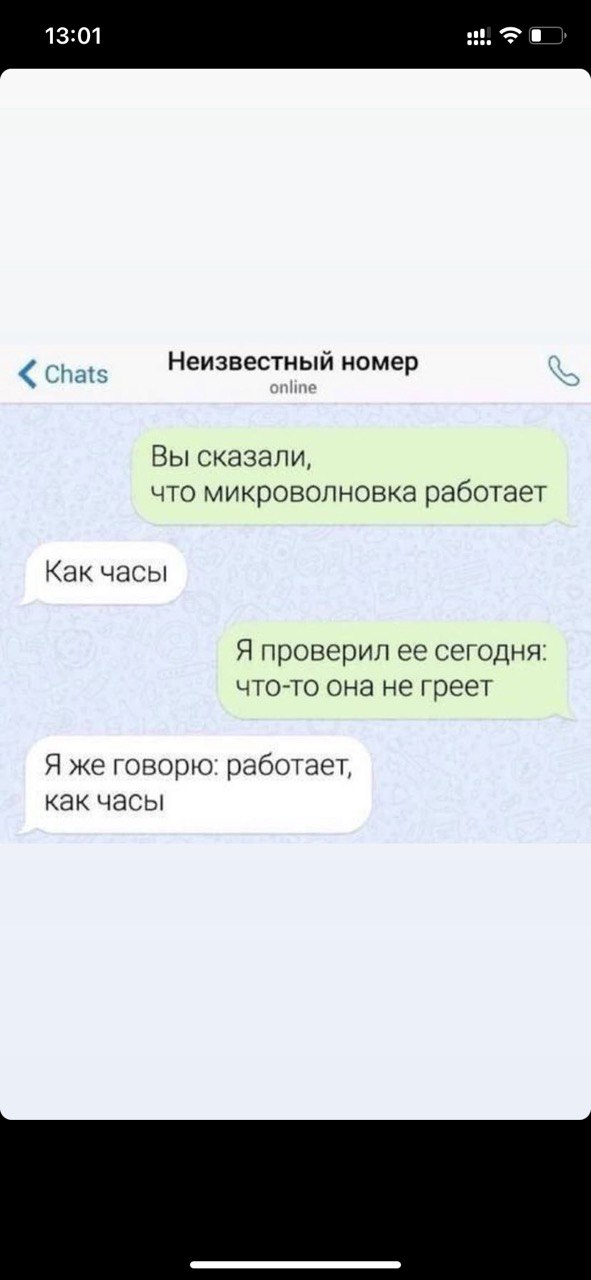 13:01
Chats
Неизвестный номер
online
Вы сказали,
что микроволновка работает
Как часы
Я проверил ее сегодня:
что-то она не греет
Я же говорю: работает,
как часы